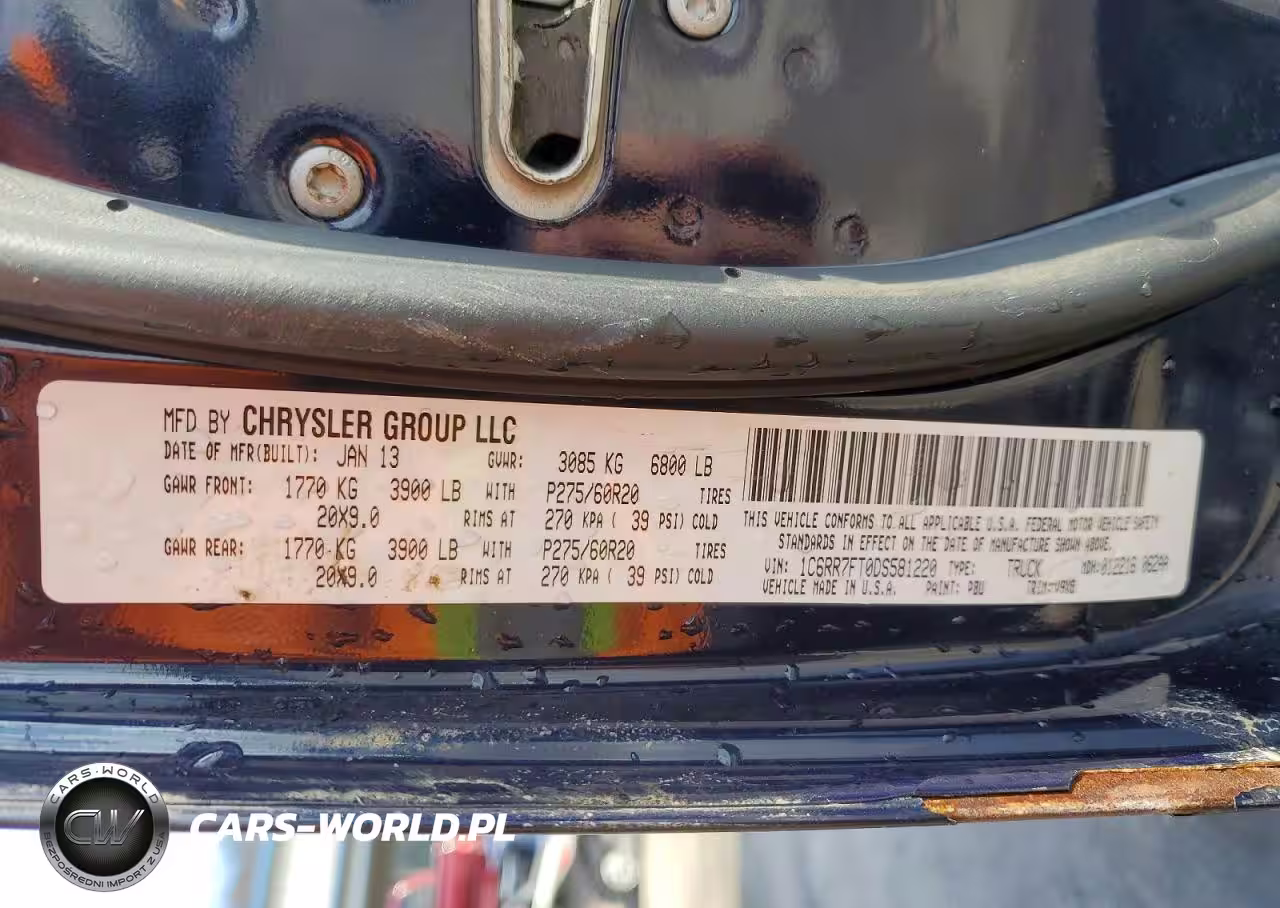 MFD BY CHRYSLER GROUP LLC
DATE OF MFR(BUILT): JAN 13 GVWR: 3085 KG 6800 LB
GAWR FRONT: 1770 KG 3900 LB WITH P275/60R20 TIRES
20X9.0 RIMS AT 270 KPA ( 39 PSI) COLD
GAWR REAR: 1770 KG 3900 LB WITH P275/60R20 TIRES
20X9.0 RIMS AT 270 KPA ( 39 PSI) COLD
THIS VEHICLE CONFORMS TO ALL APPLICABLE U.S.A. FEDERAL MOTOR VEHICLE SAFETY
STANDARDS IN EFFECT ON THE DATE OF MANUFACTURE SHOWN ABOVE.
VIN: 1C6RR7FT0DS581220 TYPE: TRUCK MDH:
VEHICLE MADE IN U.S.A. PAINT: PBU
CARS-WORLD
CW
BEZPOŚREDNI IMPORT Z USA
CARS-WORLD.PL